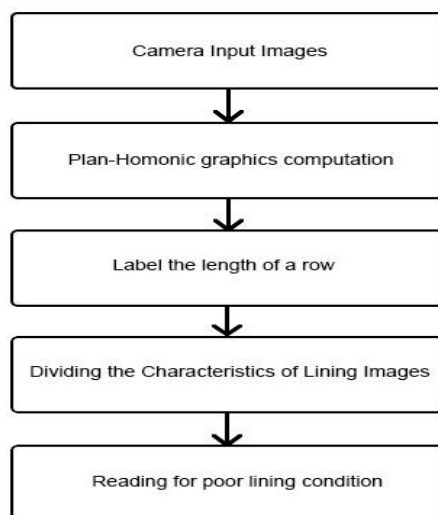 Camera Input Images
Plan-Homonic graphics computation
Label the length of a row
Dividing the Characteristics of Lining Images
Reading for poor lining condition